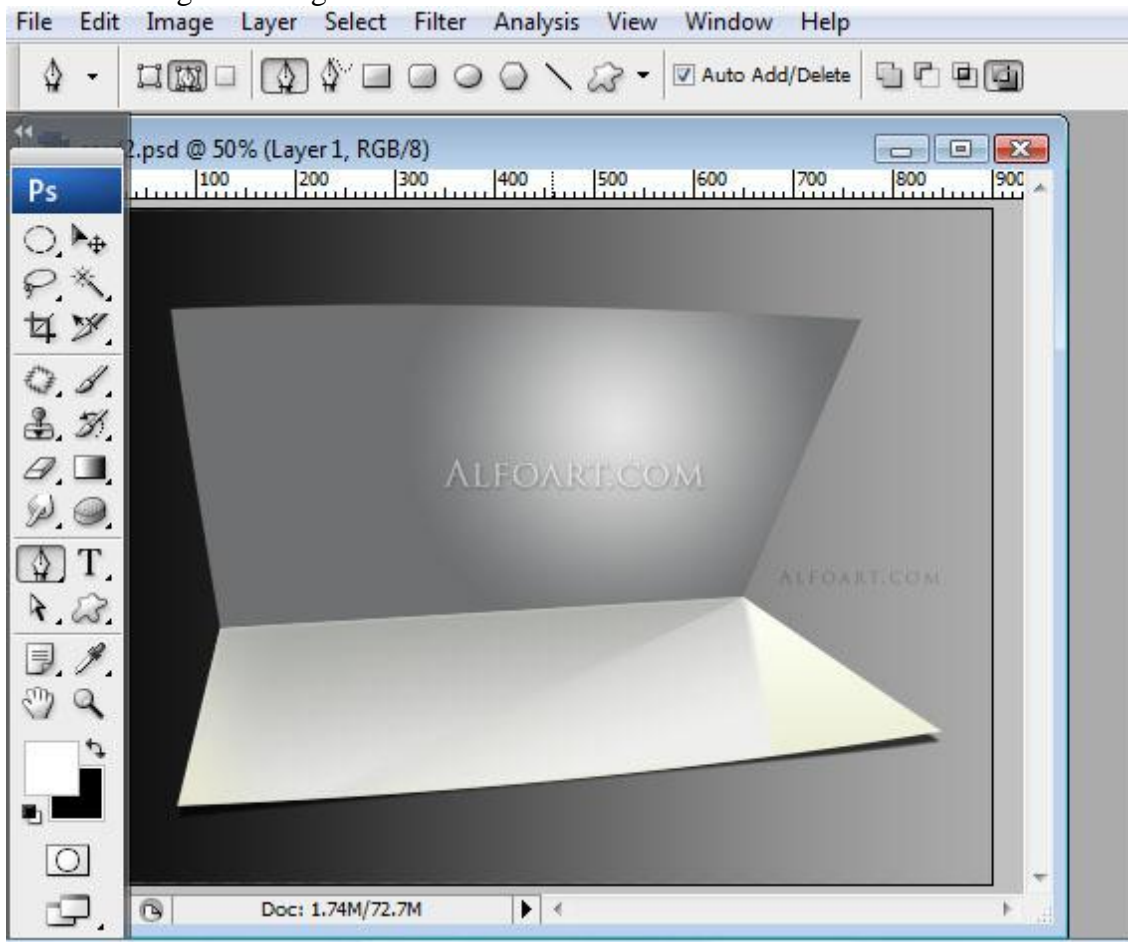 File Edit Image Layer Select Filter Analysis View Window Help
Auto Add/Delete
2.psd @ 50% (Layer 1, RGB/8)
Ps
100 200 300 400 500 600 700 800 900
T
ALFOART.COM
ALFOART.COM
Doc: 1.74M/72.7M